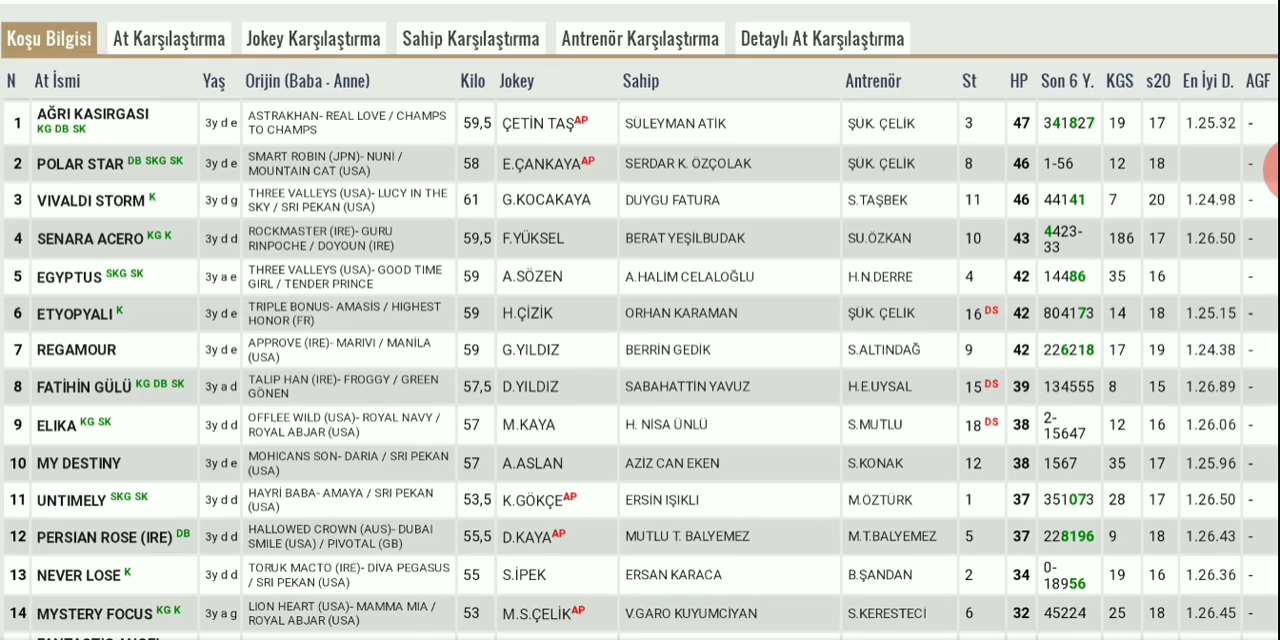 Koşu Bilgisi At Karşılaştırma Jokey Karşılaştırma Sahip Karşılaştırma Antrenör Karşılaştırma Detaylı At Karşılaştırma
N At İsmi Yaş Orijin (Baba - Anne) Kilo Jokey Sahip Antrenör St HP Son 6 Y. KGS s20 En İyi D. AGF
1 AĞRI KASIRGASI KG DB SK 3y d e ASTRAKHAN- REAL LOVE / CHAMPS TO CHAMPS 59,5 ÇETİN TAŞAP SÜLEYMAN ATİK ŞÜK. ÇELİK 3 47 341827 19 17 1.25.32 -
2 POLAR STAR DB SKG SK 3y d e SMART ROBIN (JPN)- NUNİ / MOUNTAIN CAT (USA) 58 E.ÇANKAYAAP SERDAR K. ÖZÇOLAK ŞÜK. ÇELİK 8 46 1-56 12 18 -
3 VIVALDI STORM K 3y d g THREE VALLEYS (USA)- LUCY IN THE SKY / SRI PEKAN (USA) 61 G.KOCAKAYA DUYGU FATURA S.TAŞBEK 11 46 44141 7 20 1.24.98 -
4 SENARA ACERO KG K 3y d d ROCKMASTER (IRE)- GURU RINPOCHE / DOYOUN (IRE) 59,5 F.YÜKSEL BERAT YEŞİLBUDAK SU.ÖZKAN 10 43 4423-33 186 17 1.26.50 -
5 EGYPTUS SKG SK 3y a e THREE VALLEYS (USA)- GOOD TIME GIRL / TENDER PRINCE 59 A.SÖZEN A.HALİM CELALOĞLU H.N.DERRE 4 42 14486 35 16 -
6 ETYOPYALI K 3y d e TRIPLE BONUS- AMASİS / HIGHEST HONOR (FR) 59 H.ÇİZİK ORHAN KARAMAN ŞÜK. ÇELİK 16 DS 42 804173 14 18 1.25.15 -
7 REGAMOUR 3y d e APPROVE (IRE)- MARIVI / MANİLA (USA) 59 G.YILDIZ BERRİN GEDİK S.ALTINDAĞ 9 42 226218 17 19 1.24.38 -
8 FATİHİN GÜLÜ KG DB SK 3y a d TALIP HAN (IRE)- FROGGY / GREEN GÖNEN 57,5 D.YILDIZ SABAHATTİN YAVUZ H.E.UYSAL 15 DS 39 134555 8 15 1.26.89 -
9 ELIKA KG SK 3y d d OFFLEE WILD (USA)- ROYAL NAVY / ROYAL ABJAR (USA) 57 M.KAYA H. NİSA ÜNLÜ S.MUTLU 18 DS 38 2-15647 12 16 1.26.06 -
10 MY DESTINY 3y d e MOHICANS SON- DARIA / SRI PEKAN (USA) 57 A.ASLAN AZİZ CAN EKEN S.KONAK 12 38 1567 35 17 1.25.96 -
11 UNTIMELY SKG SK 3y d d HAYRİ BABA- AMAYA / SRI PEKAN (USA) 53,5 K.GÖKÇEAP ERSİN IŞIKLI M.ÖZTÜRK 1 37 351073 28 17 1.26.50 -
12 PERSIAN ROSE (IRE) DB 3y d d HALLOWED CROWN (AUS)- DUBAI SMILE (USA) / PIVOTAL (GB) 55,5 D.KAYAAP MUTLU T. BALYEMEZ M.T.BALYEMEZ 5 37 228196 9 18 1.26.43 -
13 NEVER LOSE K 3y d d TORUK MACTO (IRE)- DIVA PEGASUS / SRI PEKAN (USA) 55 S.İPEK ERSAN KARACA B.ŞANDAN 2 34 0-18956 19 16 1.26.36 -
14 MYSTERY FOCUS KG K 3y a g LION HEART (USA)- MAMMA MIA / ROYAL ABJAR (USA) 53 M.S.ÇELİKAP V.GARO KUYUMCİYAN S.KERESTECİ 6 32 45224 25 18 1.26.45 -